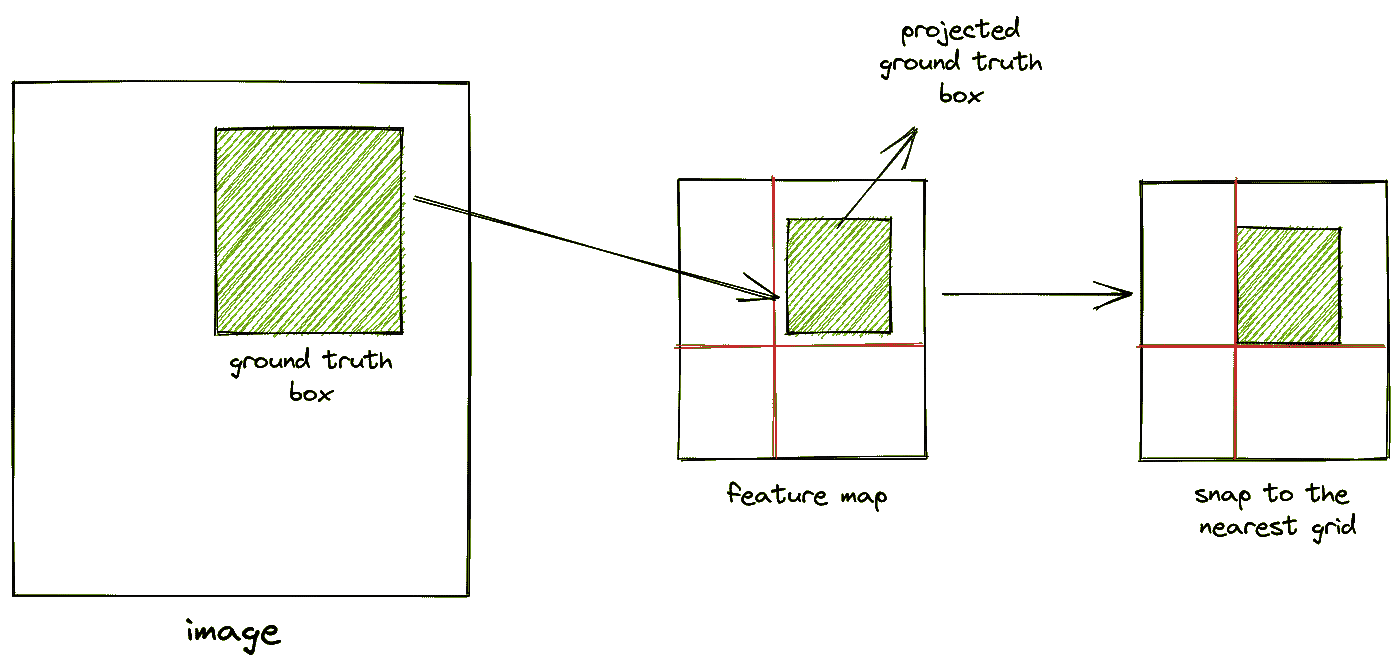 projected
ground truth
box
ground truth
box
feature map
snap to the
nearest grid
image